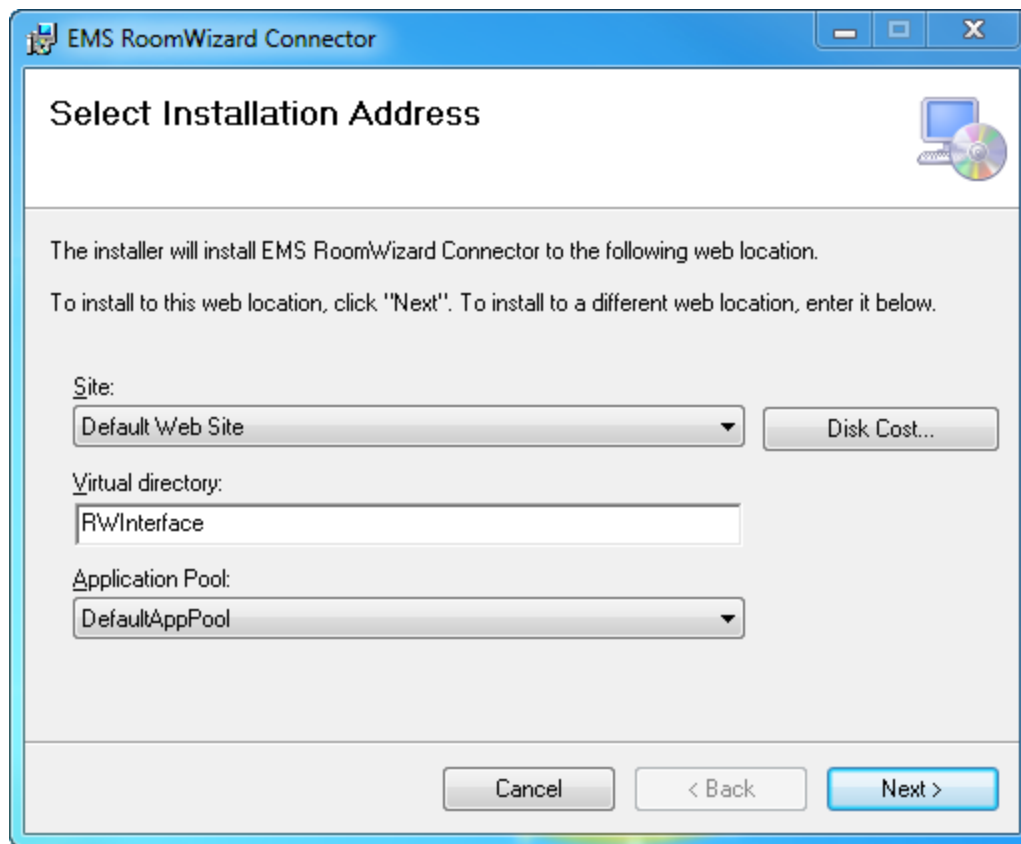 EMS RoomWizard Connector
Select Installation Address
The installer will install EMS RoomWizard Connector to the following web location.
To install to this web location, click "Next". To install to a different web location, enter it below.
Site:
Default Web Site
Disk Cost...
Virtual directory:
RWInterface
Application Pool:
DefaultAppPool
Cancel
< Back
Next >